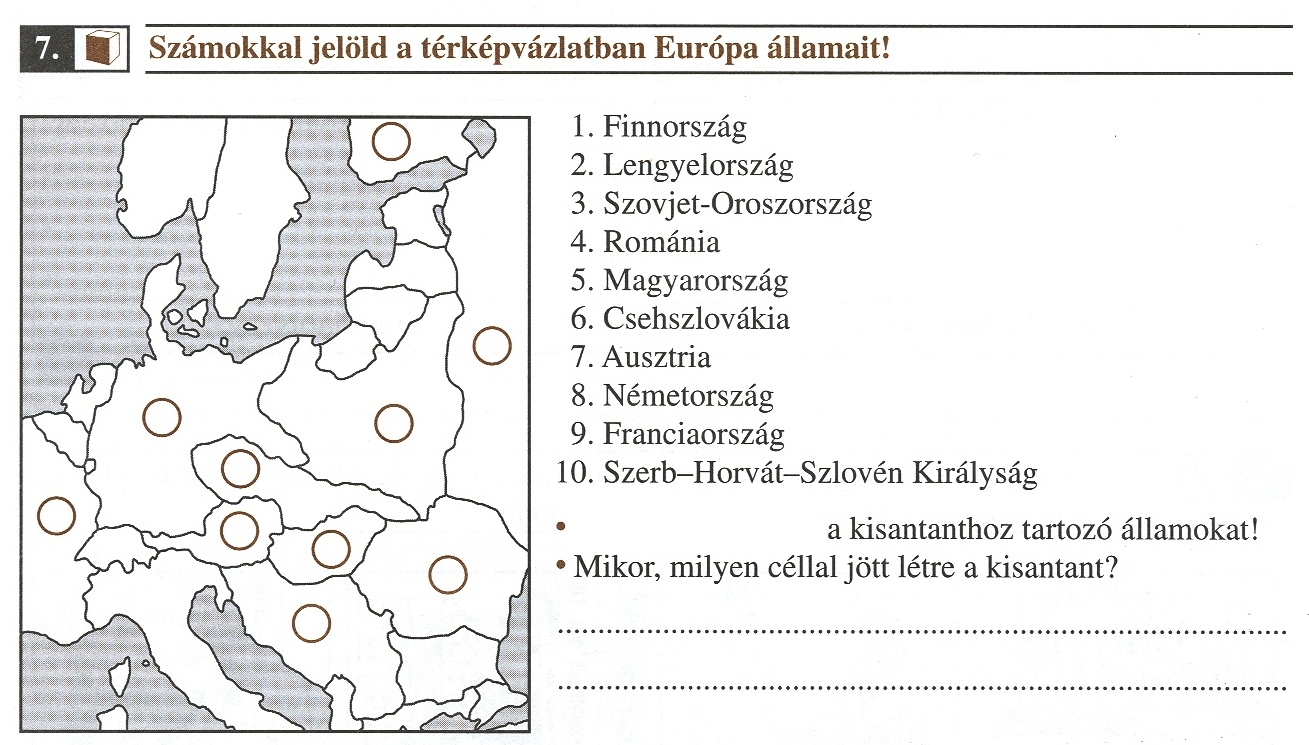 7. Számokkal jelöld a térképvázlatban Európa államait!
1. Finnország
2. Lengyelország
3. Szovjet-Oroszország
4. Románia
5. Magyarország
6. Csehszlovákia
7. Ausztria
8. Németország
9. Franciaország
10. Szerb–Horvát–Szlovén Királyság
• a kisantanthoz tartozó államokat!
• Mikor, milyen céllal jött létre a kisantant?